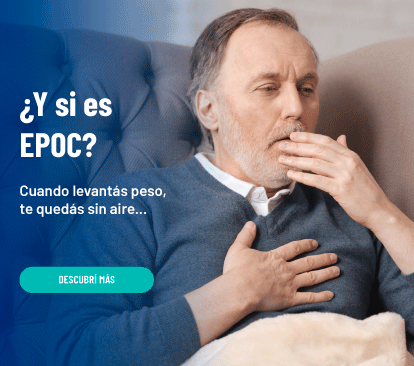 ¿Y si es
EPOC?
Cuando levantás peso,
te quedás sin aire...
DESCUBRÍ MÁS